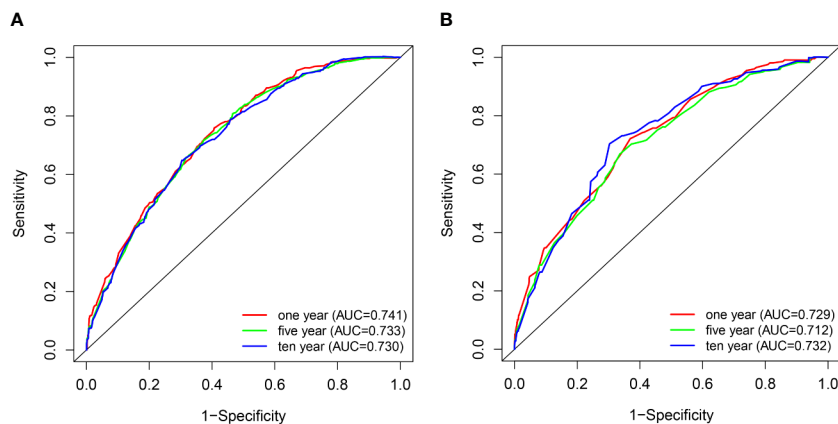 A
Sensitivity
1.0
0.8
0.6
0.4
0.2
0.0
one year (AUC=0.741)
five year (AUC=0.733)
ten year (AUC=0.730)
0.0 0.2 0.4 0.6 0.8 1.0
1−Specificity
B
Sensitivity
1.0
0.8
0.6
0.4
0.2
0.0
one year (AUC=0.729)
five year (AUC=0.712)
ten year (AUC=0.732)
0.0 0.2 0.4 0.6 0.8 1.0
1−Specificity